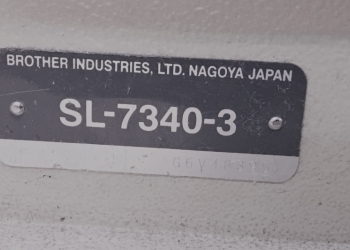 BROTHER INDUSTRIES, LTD. NAGOYA JAPAN
SL-7340-3